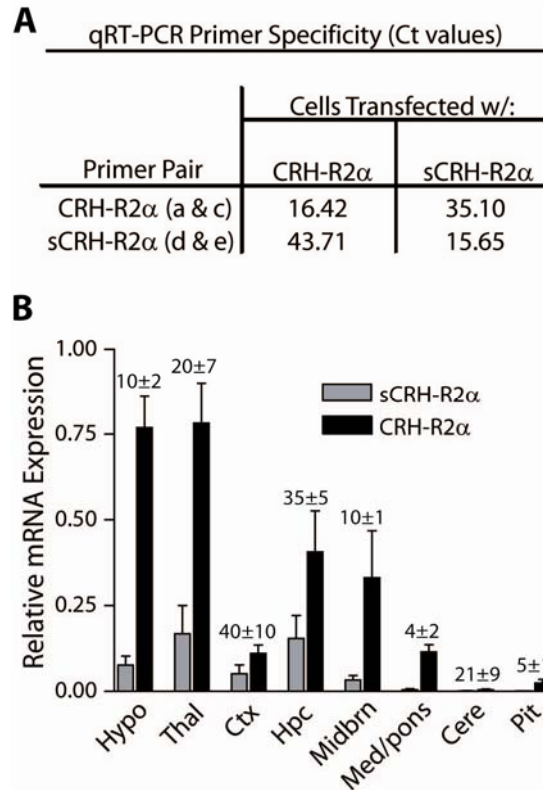 A
qRT-PCR Primer Specificity (Ct values)
Cells Transfected w/:
Primer Pair CRH-R2α sCRH-R2α
CRH-R2α (a & c) 16.42 35.10
sCRH-R2α (d & e) 43.71 15.65
B
Relative mRNA Expression
1.00
0.75
0.50
0.25
0.00
10±2
20±7
40±10
35±5
10±1
4±2
21±9
sCRH-R2α
CRH-R2α
Hypo
Thal
Ctx
Hpc
Midbrn
Med/pons
Cere
Pit